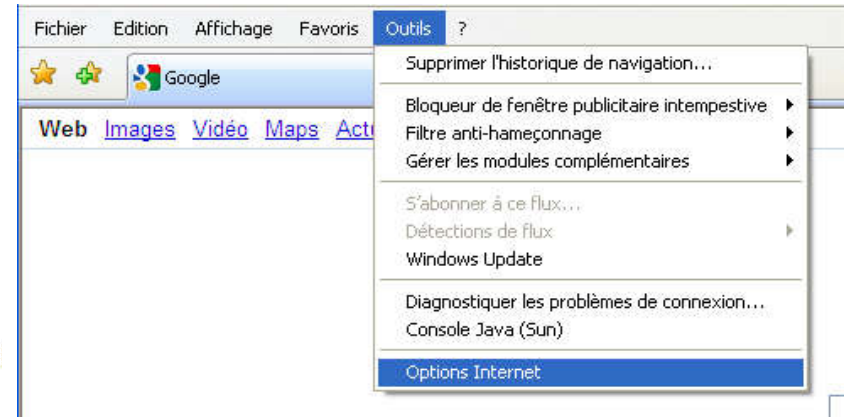 Fichier Edition Affichage Favoris Outils ?
Google
Supprimer l'historique de navigation...
Bloqueur de fenêtre publicitaire intempestive
Web Images Vidéo Maps
Filtre anti-hameçonnage
Gérer les modules complémentaires
S'abonner à ce flux...
Détections de flux
Windows Update
Diagnostiquer les problèmes de connexion...
Console Java (Sun)
Options Internet